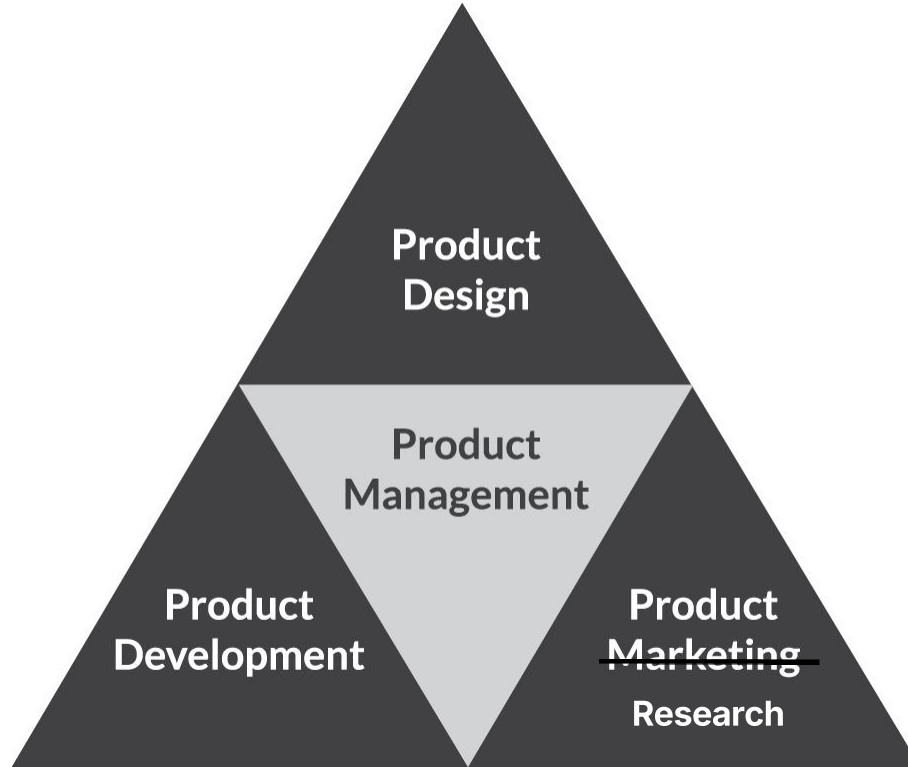 Product
Design
Product
Management
Product
Development
Product
Marketing
Research